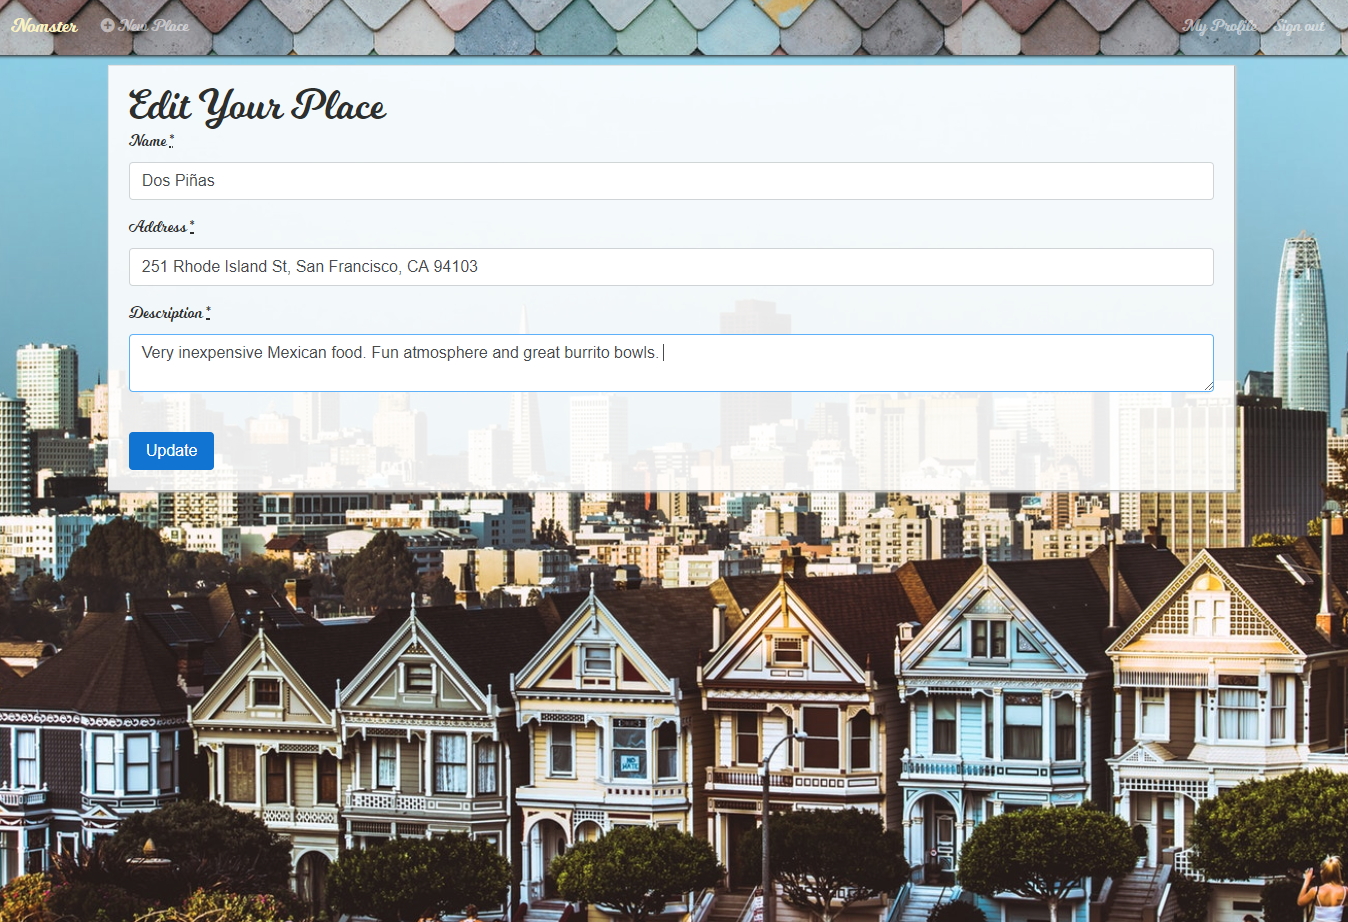 Nomster New Place My Profile Sign out
Edit Your Place
Name *
Dos Piñas
Address *
251 Rhode Island St, San Francisco, CA 94103
Description *
Very inexpensive Mexican food. Fun atmosphere and great burrito bowls.
Update
NO HATE